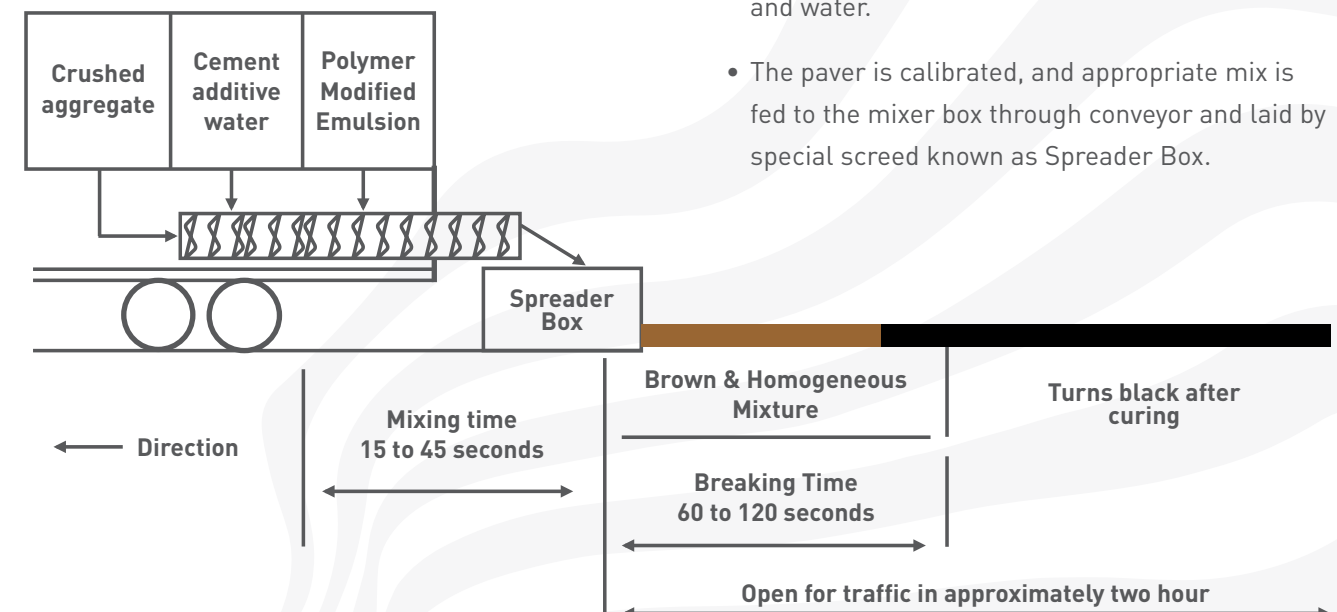 and water.
• The paver is calibrated, and appropriate mix is
fed to the mixer box through conveyor and laid by
special screed known as Spreader Box.
Crushed
aggregate
Cement
additive
water
Polymer
Modified
Emulsion
Spreader
Box
Direction
Mixing time
15 to 45 seconds
Brown & Homogeneous
Mixture
Breaking Time
60 to 120 seconds
Turns black after
curing
Open for traffic in approximately two hour